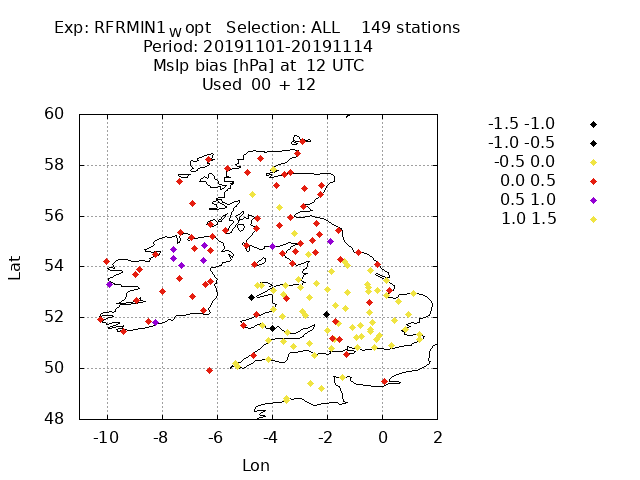 Exp: RFRMIN1_W opt Selection: ALL 149 stations
Period: 20191101-20191114
Mslp bias [hPa] at 12 UTC
Used 00 + 12
60
58
56
54
52
50
48
-10 -8 -6 -4 -2 0 2
Lat
Lon
-1.5 -1.0
-1.0 -0.5
-0.5 0.0
0.0 0.5
0.5 1.0
1.0 1.5